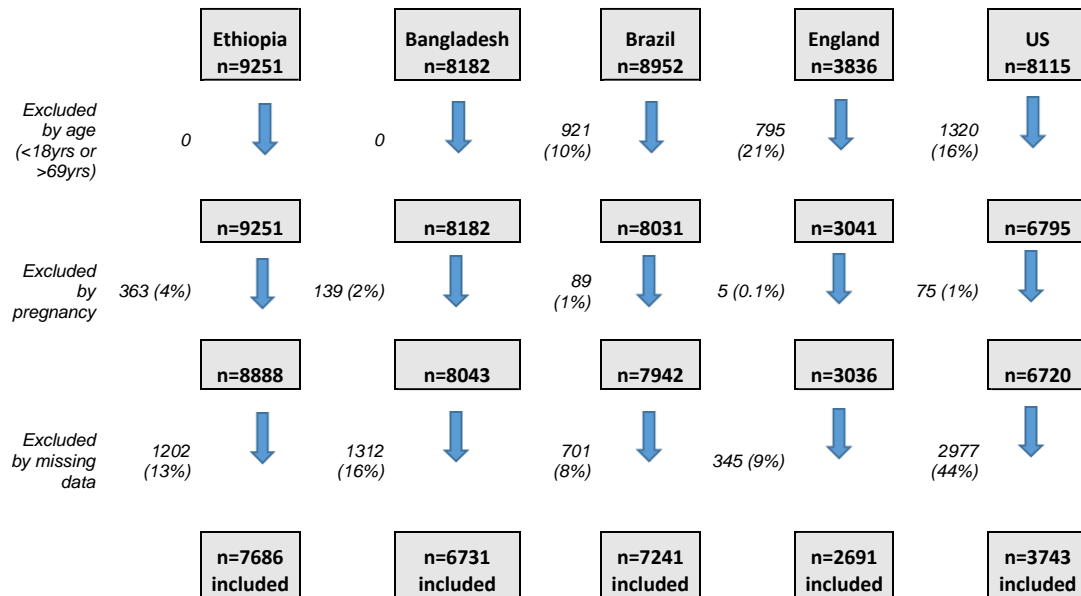 Ethiopia
n=9251
Bangladesh
n=8182
Brazil
n=8952
England
n=3836
US
n=8115
Excluded
by age
(<18yrs or
>69yrs)
0
0
921
(10%)
795
(21%)
1320
(16%)
n=9251
n=8182
n=8031
n=3041
n=6795
Excluded
by
pregnancy
363 (4%)
139 (2%)
89
(1%)
5 (0.1%)
75 (1%)
n=8888
n=8043
n=7942
n=3036
n=6720
Excluded
by missing
data
1202
(13%)
1312
(16%)
701
(8%)
345 (9%)
2977
(44%)
n=7686
included
n=6731
included
n=7241
included
n=2691
included
n=3743
included